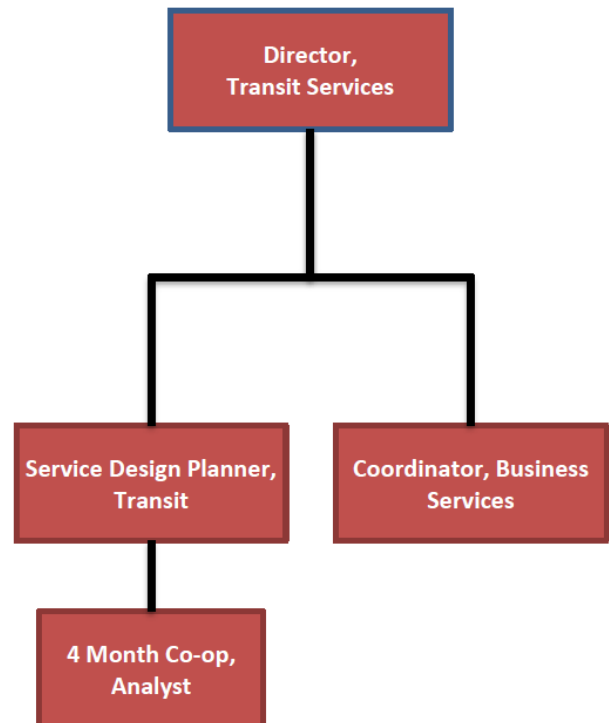 Director,
Transit Services
Service Design Planner,
Transit
Coordinator, Business
Services
4 Month Co-op,
Analyst